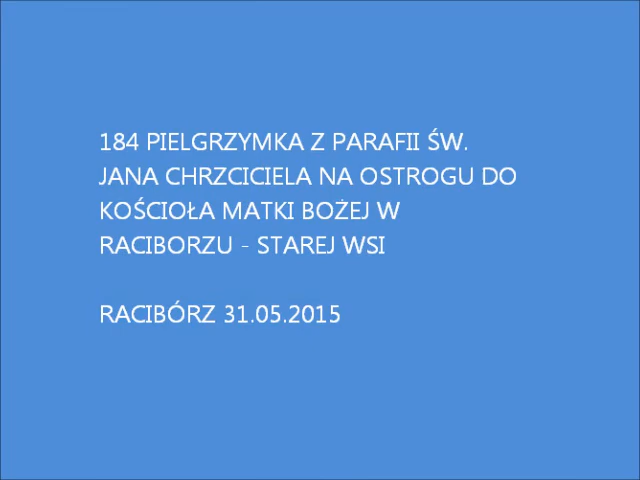 184 PIELGRZYMKA Z PARAFII ŚW.
JANA CHRZCICIELA NA OSTROGU DO
KOŚCIOŁA MATKI BOŻEJ W
RACIBORZU - STAREJ WSI
RACIBÓRZ 31.05.2015